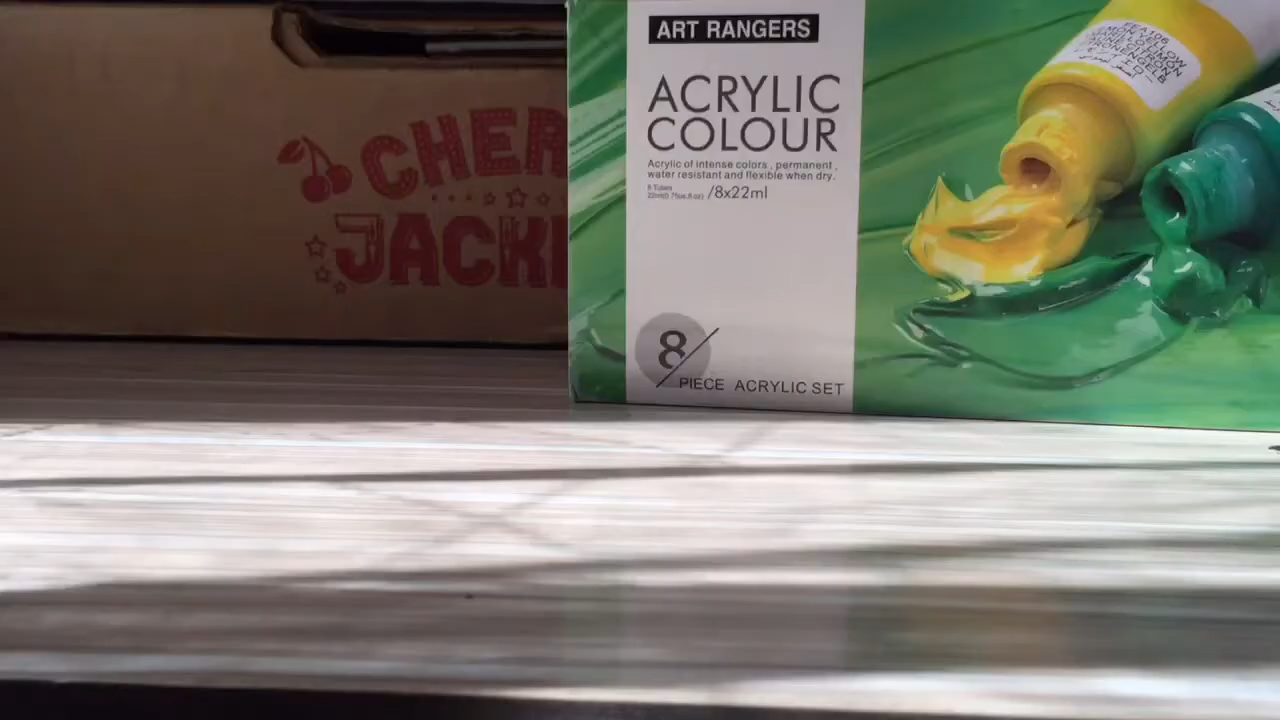 CHER
JACKI
ART RANGERS
ACRYLIC
COLOUR
Acrylic of intense colors , permanent ,
water resistant and flexible when dry.
/8x22ml
8
PIECE ACRYLIC SET